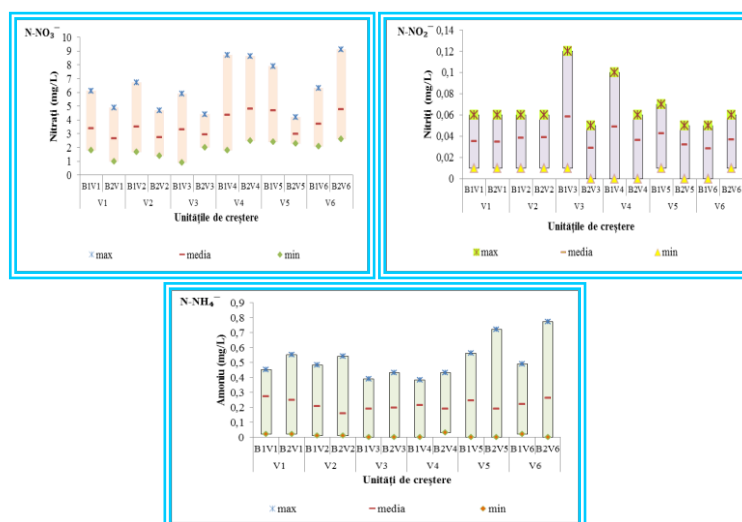 N-NO₃⁻
Nitrați (mg/L)
10
9
8
7
6
5
4
3
2
1
0
B1V1 B2V1 B1V2 B2V2 B1V3 B2V3 B1V4 B2V4 B1V5 B2V5 B1V6 B2V6
V1 V2 V3 V4 V5 V6
Unitățile de creștere
max media min
N-NO₂⁻
Nitriți (mg/L)
0,14
0,12
0,1
0,08
0,06
0,04
0,02
0
B1V1 B2V1 B1V2 B2V2 B1V3 B2V3 B1V4 B2V4 B1V5 B2V5 B1V6 B2V6
V1 V2 V3 V4 V5 V6
Unitățile de creștere
max media min
N-NH₄⁻
Amoniu (mg/L)
0,9
0,8
0,7
0,6
0,5
0,4
0,3
0,2
0,1
0
B1V1 B2V1 B1V2 B2V2 B1V3 B2V3 B1V4 B2V4 B1V5 B2V5 B1V6 B2V6
V1 V2 V3 V4 V5 V6
Unități de creștere
max media min